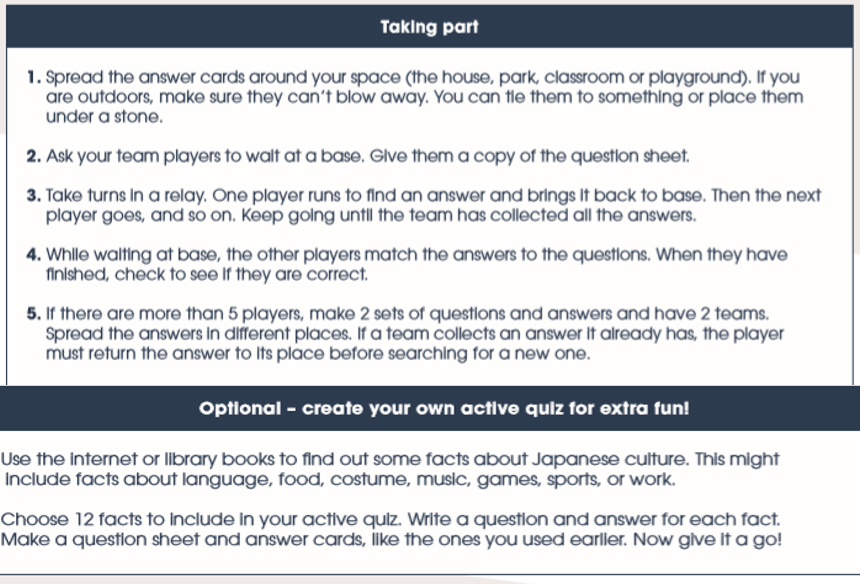 Taking part
1. Spread the answer cards around your space (the house, park, classroom or playground). If you
are outdoors, make sure they can't blow away. You can tie them to something or place them
under a stone.
2. Ask your team players to wait at a base. Give them a copy of the question sheet.
3. Take turns in a relay. One player runs to find an answer and brings it back to base. Then the next
player goes, and so on. Keep going until the team has collected all the answers.
4. While waiting at base, the other players match the answers to the questions. When they have
finished, check to see if they are correct.
5. If there are more than 5 players, make 2 sets of questions and answers and have 2 teams.
Spread the answers in different places. If a team collects an answer it already has, the player
must return the answer to its place before searching for a new one.
Optional – create your own active quiz for extra fun!
Use the internet or library books to find out some facts about Japanese culture. This might
include facts about language, food, costume, music, games, sports, or work.
Choose 12 facts to include in your active quiz. Write a question and answer for each fact.
Make a question sheet and answer cards, like the ones you used earlier. Now give it a go!